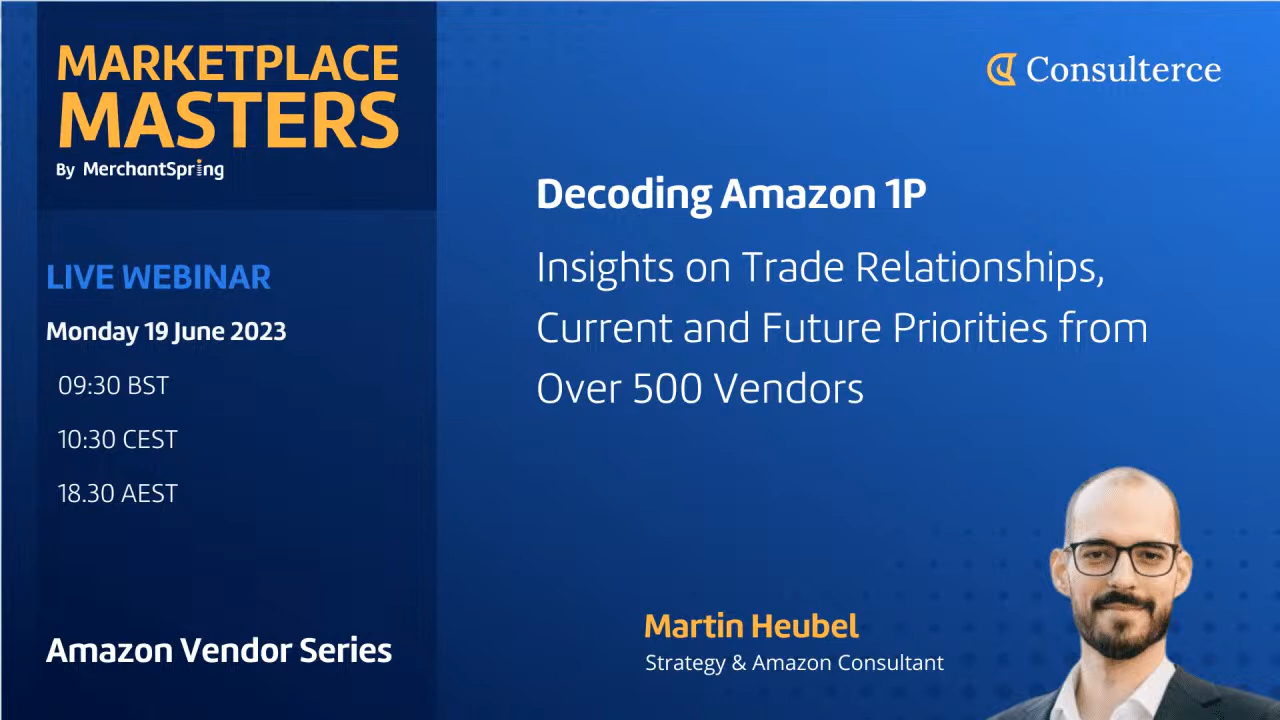 MARKETPLACE
MASTERS
By MerchantSpring
LIVE WEBINAR
Monday 19 June 2023
09:30 BST
10:30 CEST
18.30 AEST
Amazon Vendor Series
Consulterce
Decoding Amazon 1P
Insights on Trade Relationships,
Current and Future Priorities from
Over 500 Vendors
Martin Heubel
Strategy & Amazon Consultant